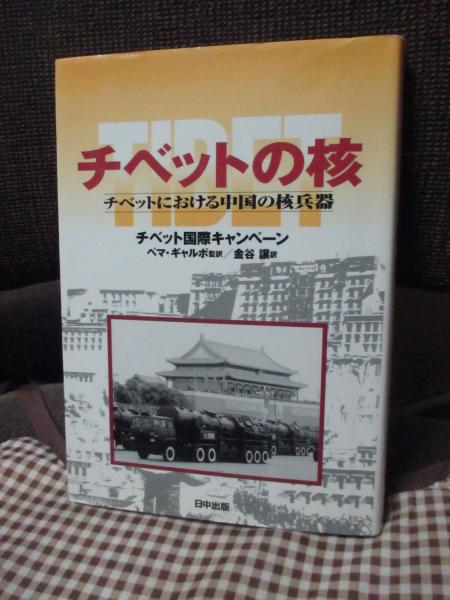 TIBET
チベットの核
チベットにおける中国の核兵器
チベット国際キャンペーン
ペマ・ギャルポ監訳／金谷 譲訳
日中出版